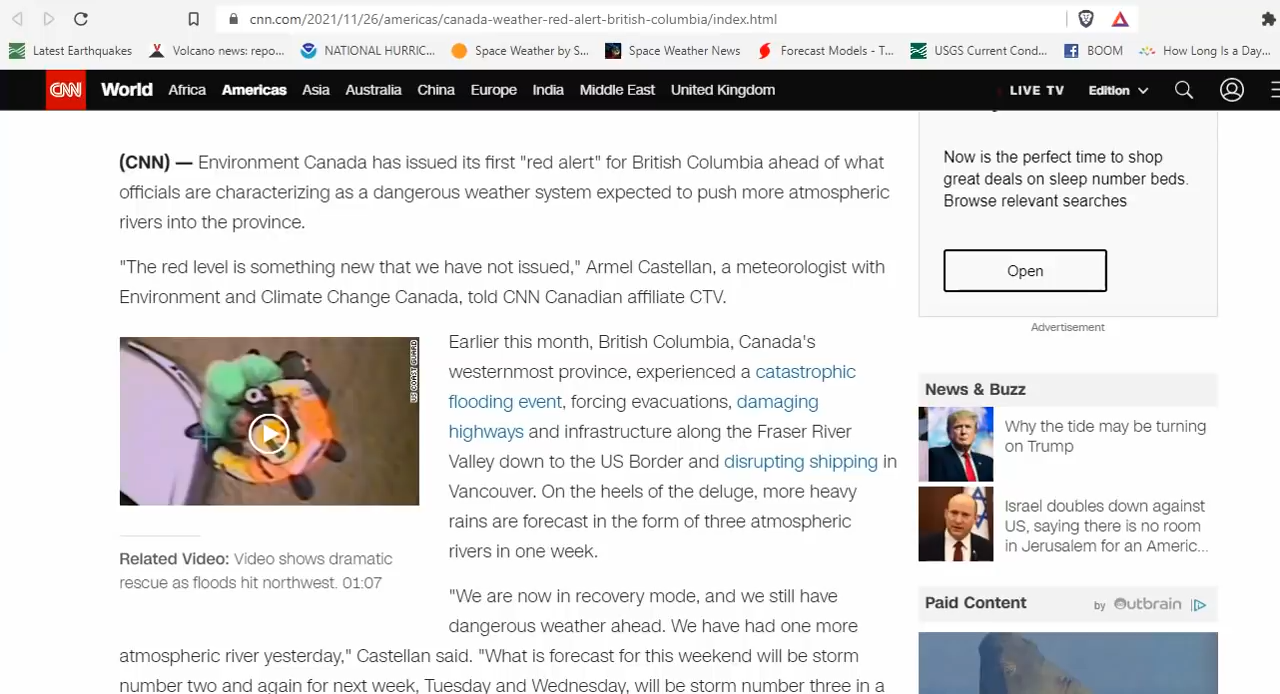 cnn.com/2021/11/26/americas/canada-weather-red-alert-british-columbia/index.html
Latest Earthquakes
Volcano news: repo...
NATIONAL HURRIC...
Space Weather by S...
Space Weather News
Forecast Models - T...
USGS Current Cond...
BOOM
How Long Is a Day...
CNN World Africa Americas Asia Australia China Europe India Middle East United Kingdom LIVE TV Edition
(CNN) — Environment Canada has issued its first "red alert" for British Columbia ahead of what
officials are characterizing as a dangerous weather system expected to push more atmospheric
rivers into the province.
"The red level is something new that we have not issued," Armel Castellan, a meteorologist with
Environment and Climate Change Canada, told CNN Canadian affiliate CTV.
US COAST GUARD
Related Video: Video shows dramatic
rescue as floods hit northwest. 01:07
Earlier this month, British Columbia, Canada's
westernmost province, experienced a catastrophic
flooding event, forcing evacuations, damaging
highways and infrastructure along the Fraser River
Valley down to the US Border and disrupting shipping in
Vancouver. On the heels of the deluge, more heavy
rains are forecast in the form of three atmospheric
rivers in one week.
"We are now in recovery mode, and we still have
dangerous weather ahead. We have had one more
atmospheric river yesterday," Castellan said. "What is forecast for this weekend will be storm
number two and again for next week, Tuesday and Wednesday, will be storm number three in a
Now is the perfect time to shop
great deals on sleep number beds.
Browse relevant searches
Open
Advertisement
News & Buzz
Why the tide may be turning
on Trump
Israel doubles down against
US, saying there is no room
in Jerusalem for an Americ...
Paid Content
by Outbrain